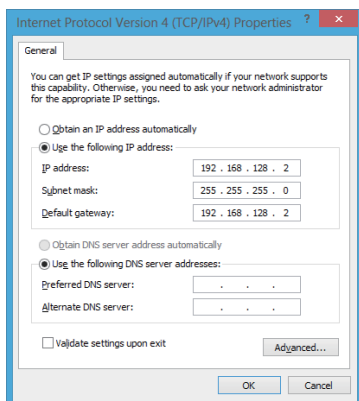 Internet Protocol Version 4 (TCP/IPv4) Properties ? ×
General
You can get IP settings assigned automatically if your network supports
this capability. Otherwise, you need to ask your network administrator
for the appropriate IP settings.
Obtain an IP address automatically
Use the following IP address:
IP address: 192 . 168 . 128 . 2
Subnet mask: 255 . 255 . 255 . 0
Default gateway: 192 . 168 . 128 . 2
Obtain DNS server address automatically
Use the following DNS server addresses:
Preferred DNS server: . . .
Alternate DNS server: . . .
Validate settings upon exit
Advanced...
OK Cancel